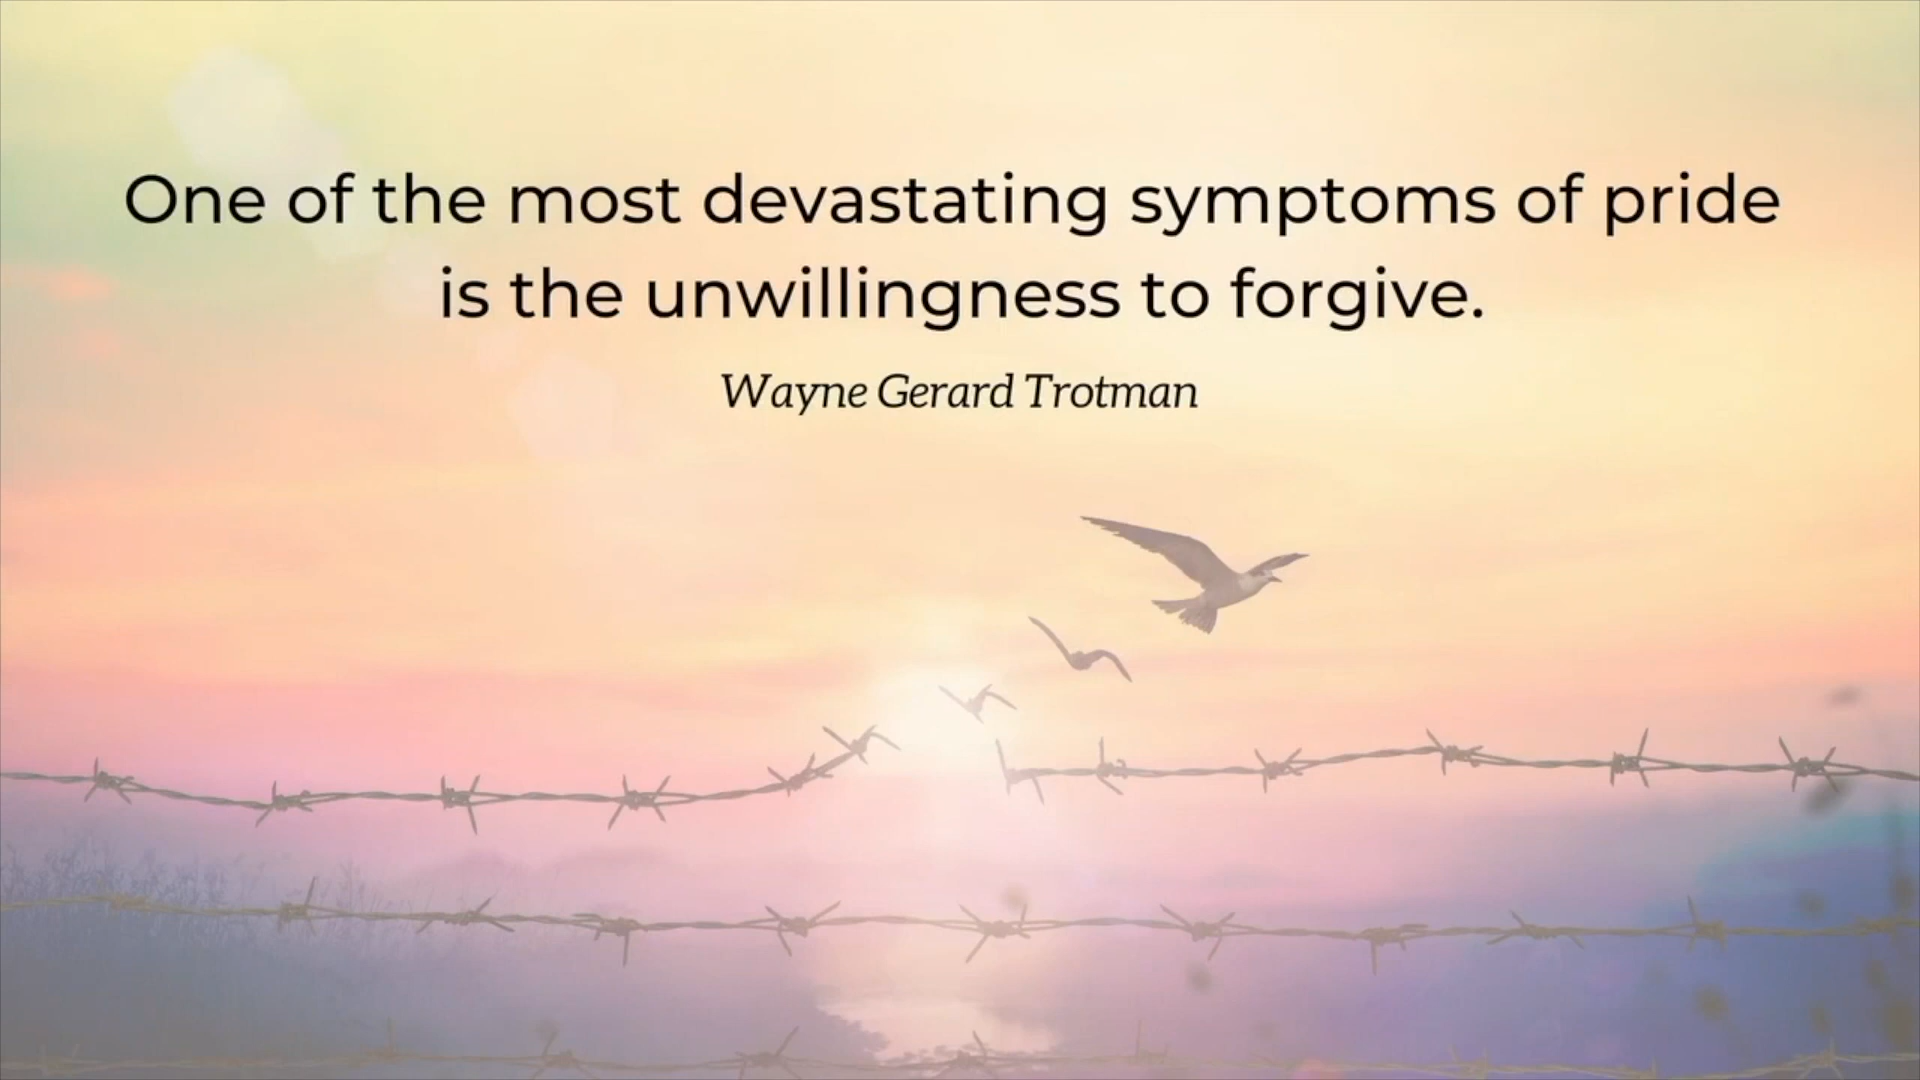 One of the most devastating symptoms of pride
is the unwillingness to forgive.
Wayne Gerard Trotman